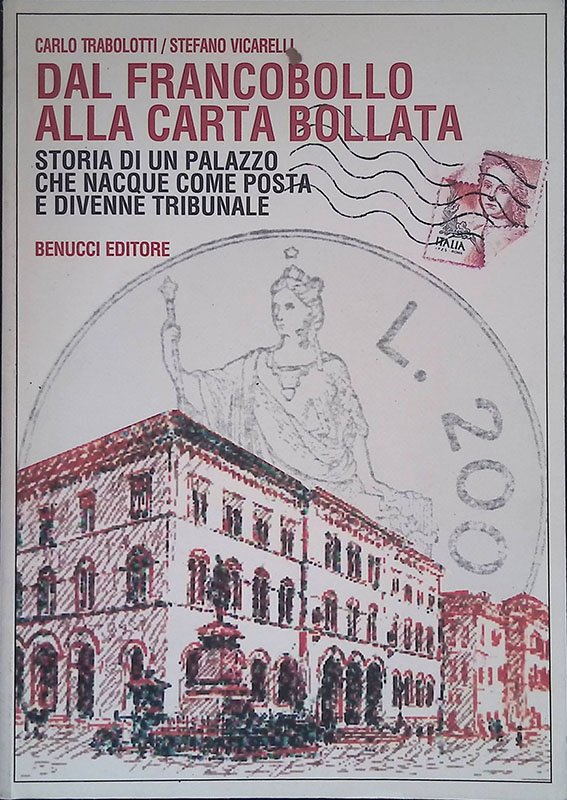 CARLO TRABOLOTTI / STEFANO VICARELLI
DAL FRANCOBOLLO
ALLA CARTA BOLLATA
STORIA DI UN PALAZZO
CHE NACQUE COME POSTA
E DIVENNE TRIBUNALE
BENUCCI EDITORE
ITALIA
L. 200